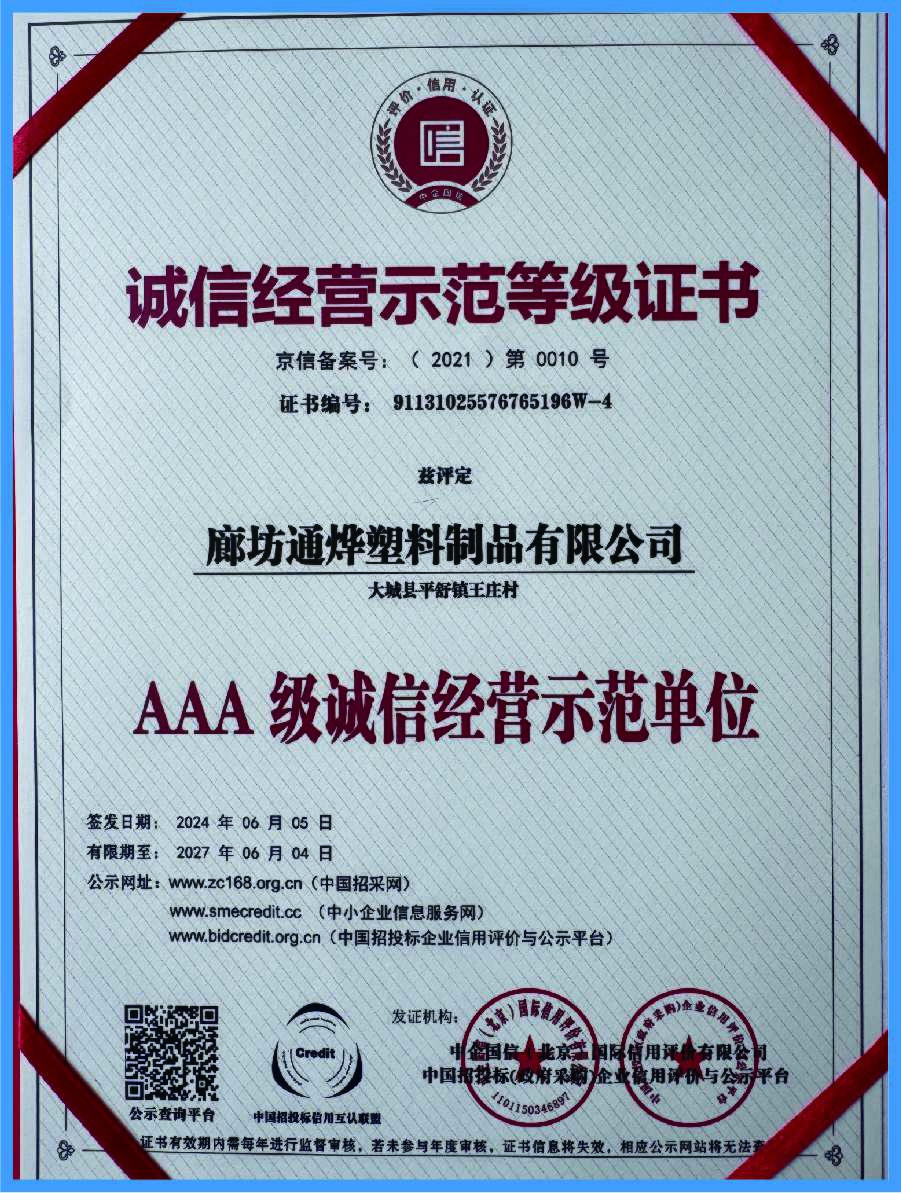 评价·信用·认证
信
中企国信
诚信经营示范等级证书
京信备案号：（ 2021 ）第 0010 号
证书编号： 91131025576765196W-4
兹评定
廊坊通烨塑料制品有限公司
大城县平舒镇王庄村
AAA 级诚信经营示范单位
签发日期： 2024 年 06 月 05 日
有限期至： 2027 年 06 月 04 日
公示网址：www.zc168.org.cn（中国招采网）
www.smecredit.cc （中小企业信息服务网）
www.bidcredit.org.cn（中国招投标企业信用评价与公示平台）
发证机构：
中企国信（北京）国际信用评价有限公司
中国招投标(政府采购)企业信用评价与公示平台
1101150346897
Credit
公示查询平台
中国招投标信用互认联盟
证书有效期内需每年进行监督审核，若未参与年度审核，证书信息将失效，相应公示网站将无法查